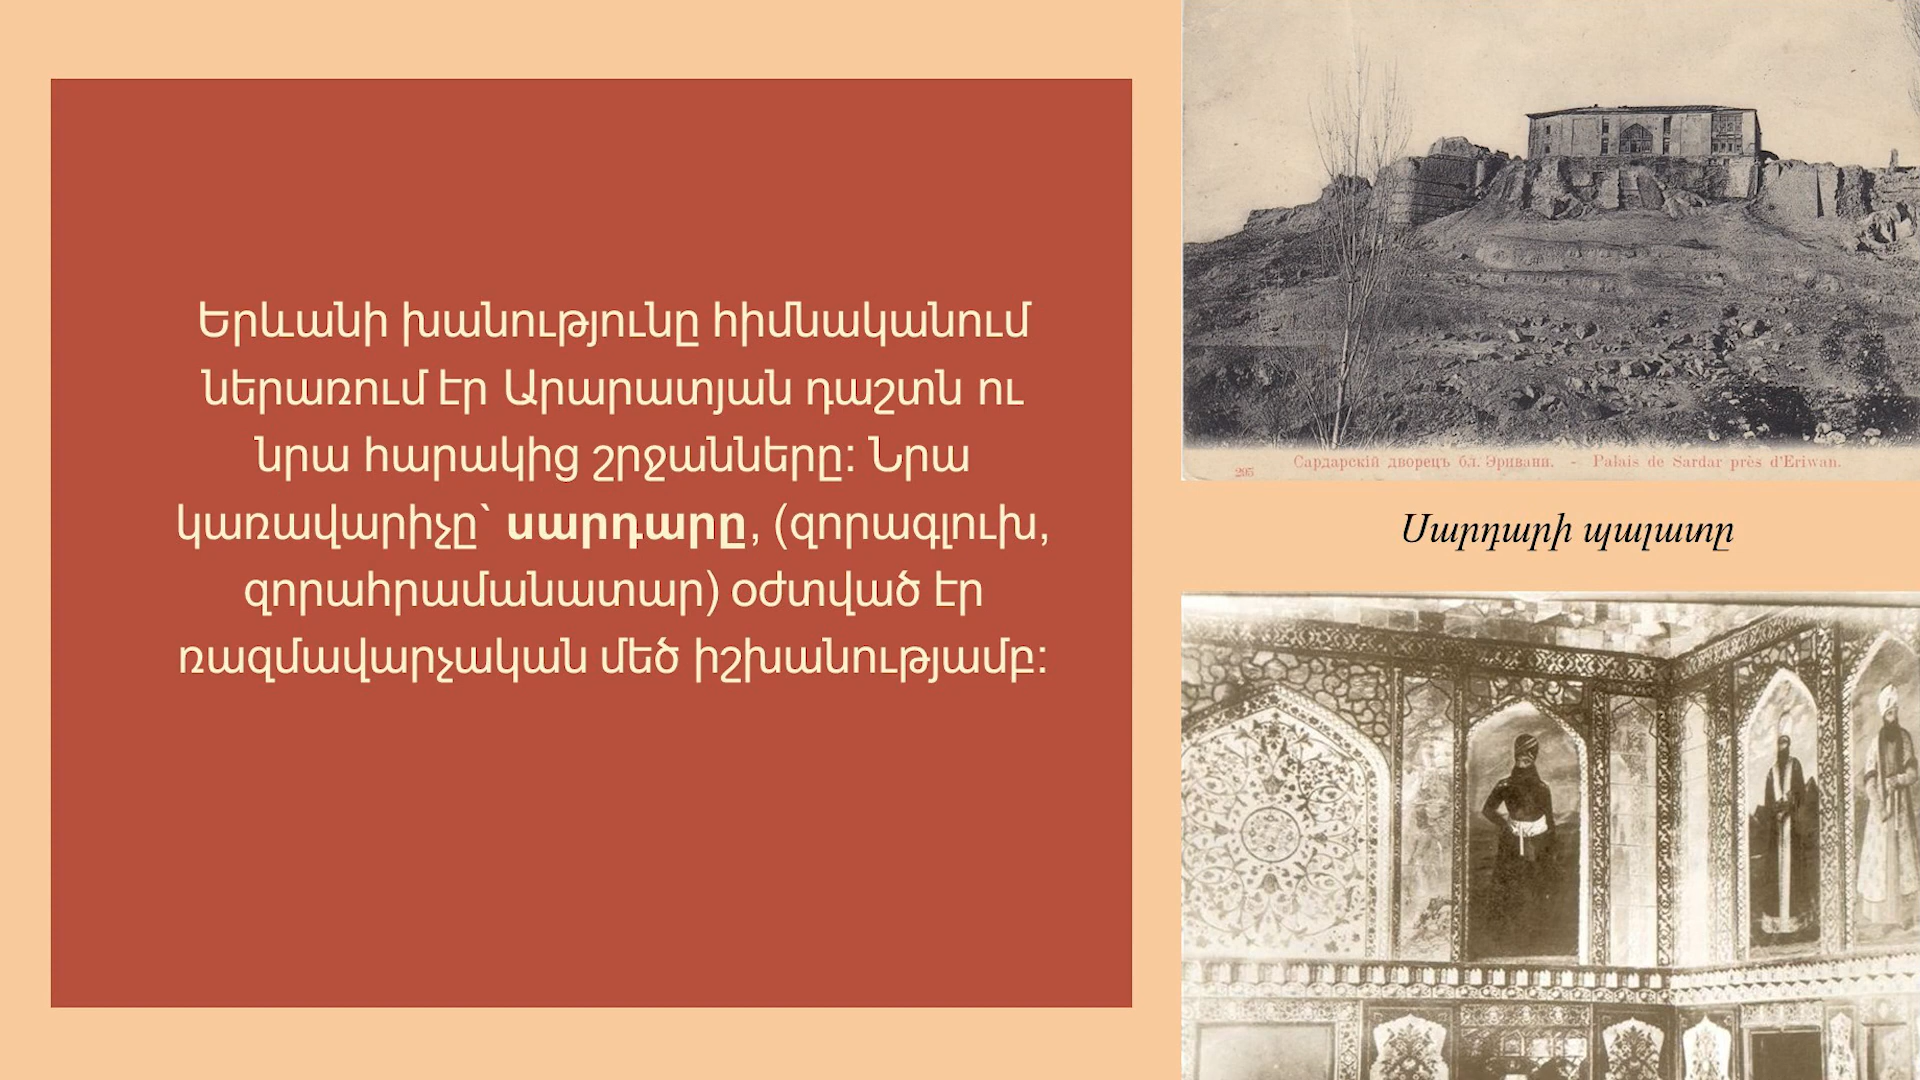 Երևանի խանությունը հիմնականում
ներառում էր Արարատյան դաշտն ու
նրա հարակից շրջանները: Նրա
կառավարիչը՝ սարդարը, (զորագլուխ,
զորահրամանատար) օժտված էր
ռազմավարչական մեծ իշխանությամբ:
295
Сардарскій дворецъ бл. Эривани. - Palais de Sardar près d'Eriwan.
Սարդարի պալատը